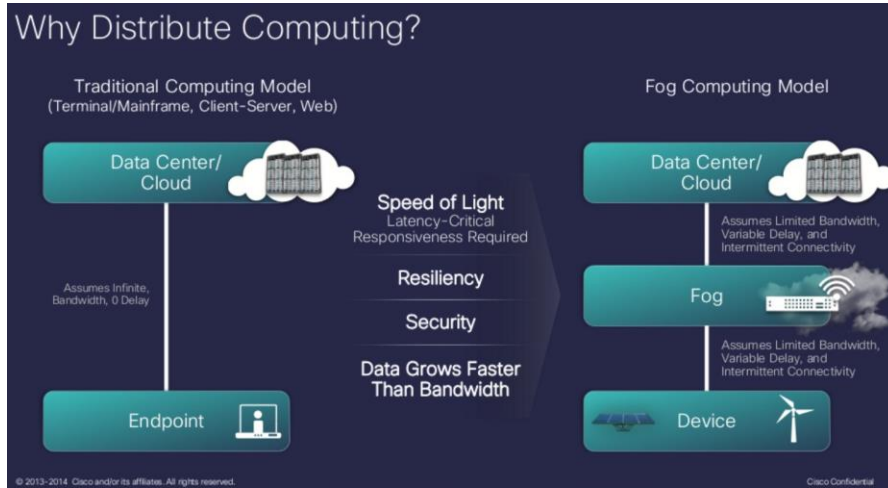 Why Distribute Computing?
Traditional Computing Model
(Terminal/Mainframe, Client-Server, Web)
Data Center/
Cloud
Assumes Infinite,
Bandwidth, 0 Delay
Endpoint
Speed of Light
Latency-Critical
Responsiveness Required
Resiliency
Security
Data Grows Faster
Than Bandwidth
Fog Computing Model
Data Center/
Cloud
Assumes Limited Bandwidth,
Variable Delay, and
Intermittent Connectivity
Fog
Assumes Limited Bandwidth,
Variable Delay, and
Intermittent Connectivity
Device
© 2013-2014 Cisco and/or its affiliates. All rights reserved.
Cisco Confidential